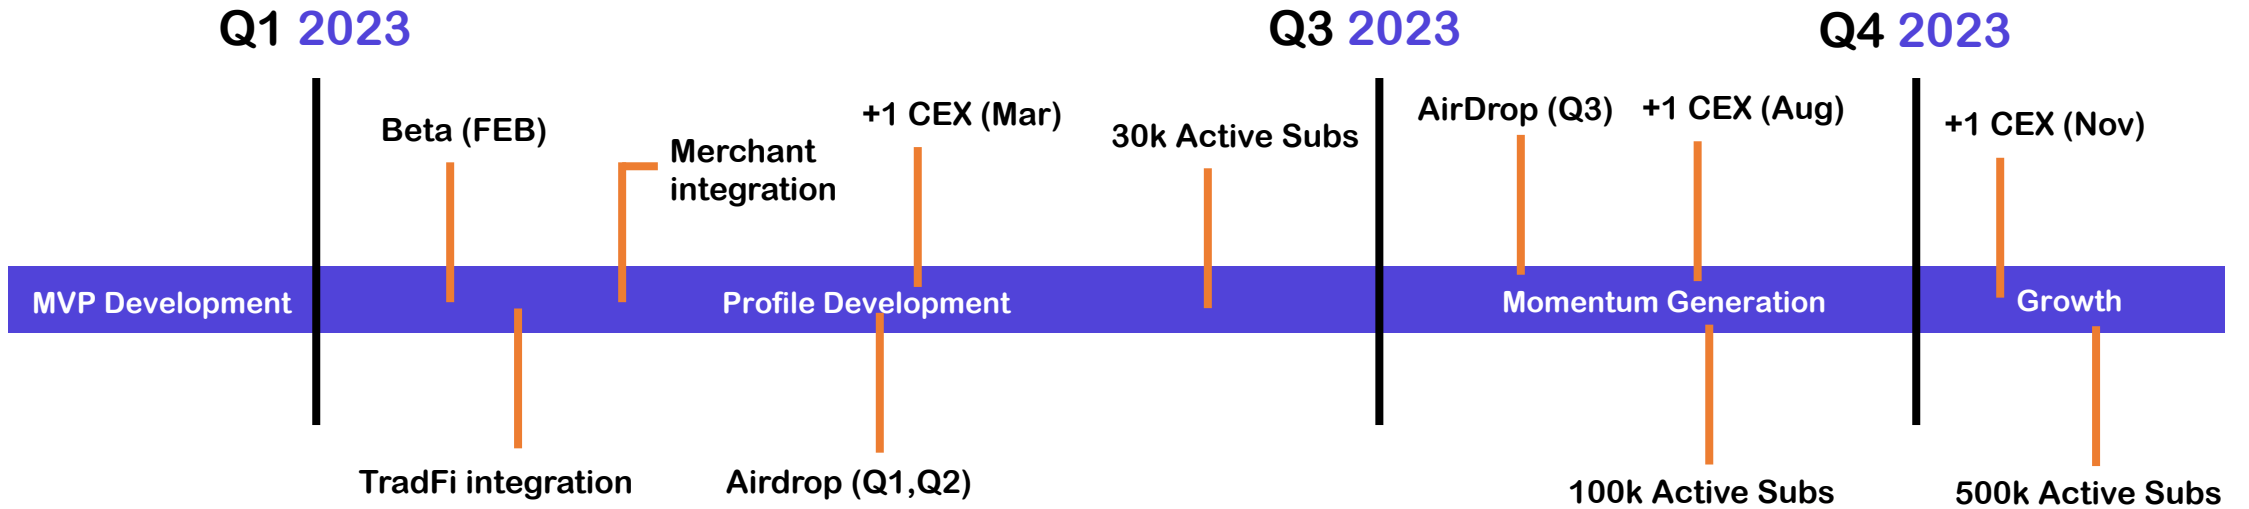 Q1 2023
Q3 2023
Q4 2023
Beta (FEB)
Merchant
integration
+1 CEX (Mar)
30k Active Subs
AirDrop (Q3)
+1 CEX (Aug)
+1 CEX (Nov)
MVP Development
Profile Development
Momentum Generation
Growth
TradFi integration
Airdrop (Q1,Q2)
100k Active Subs
500k Active Subs